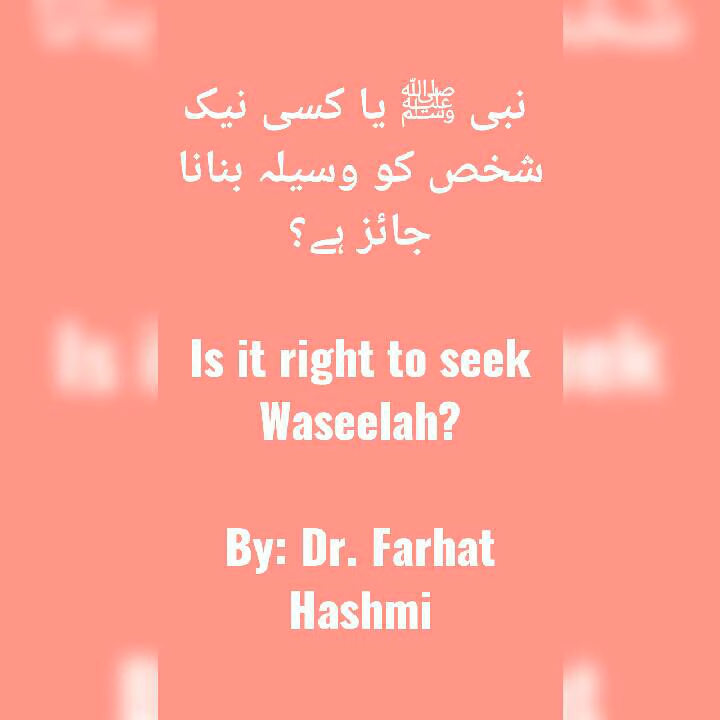 نبی ﷺ یا کسی نیک
شخص کو وسیلہ بنانا
جائز ہے؟
Is it right to seek
Waseelah?
By: Dr. Farhat
Hashmi